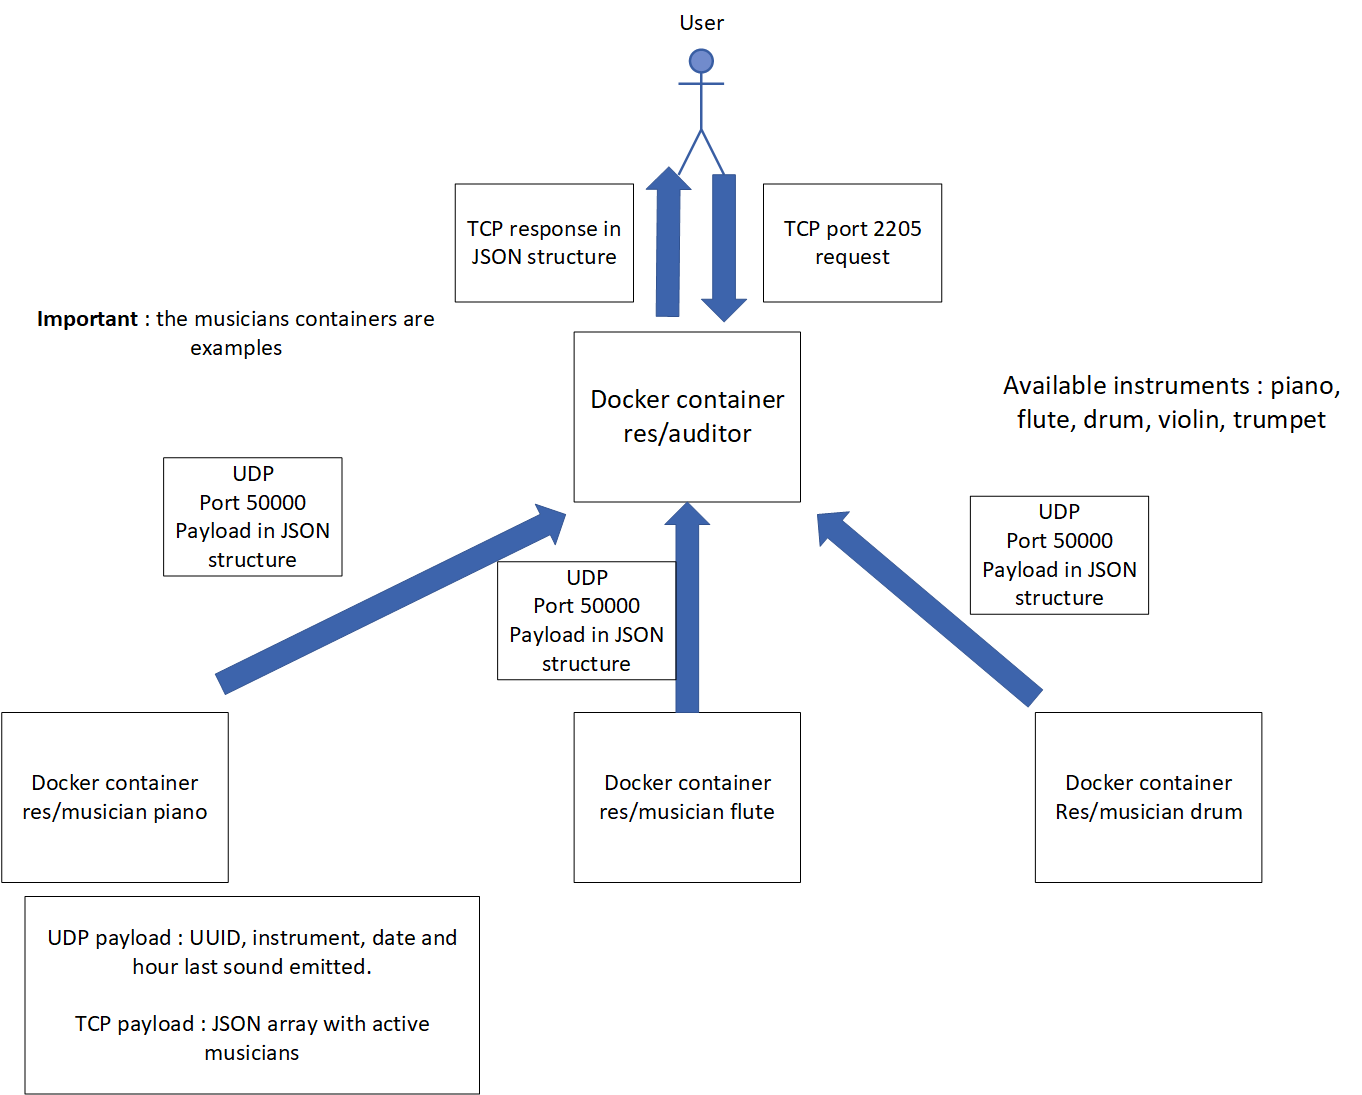 User
TCP response in
JSON structure
TCP port 2205
request
Important : the musicians containers are
examples
Docker container
res/auditor
Available instruments : piano,
flute, drum, violin, trumpet
UDP
Port 50000
Payload in JSON
structure
UDP
Port 50000
Payload in JSON
structure
UDP
Port 50000
Payload in JSON
structure
Docker container
res/musician piano
Docker container
res/musician flute
Docker container
Res/musician drum
UDP payload : UUID, instrument, date and
hour last sound emitted.
TCP payload : JSON array with active
musicians